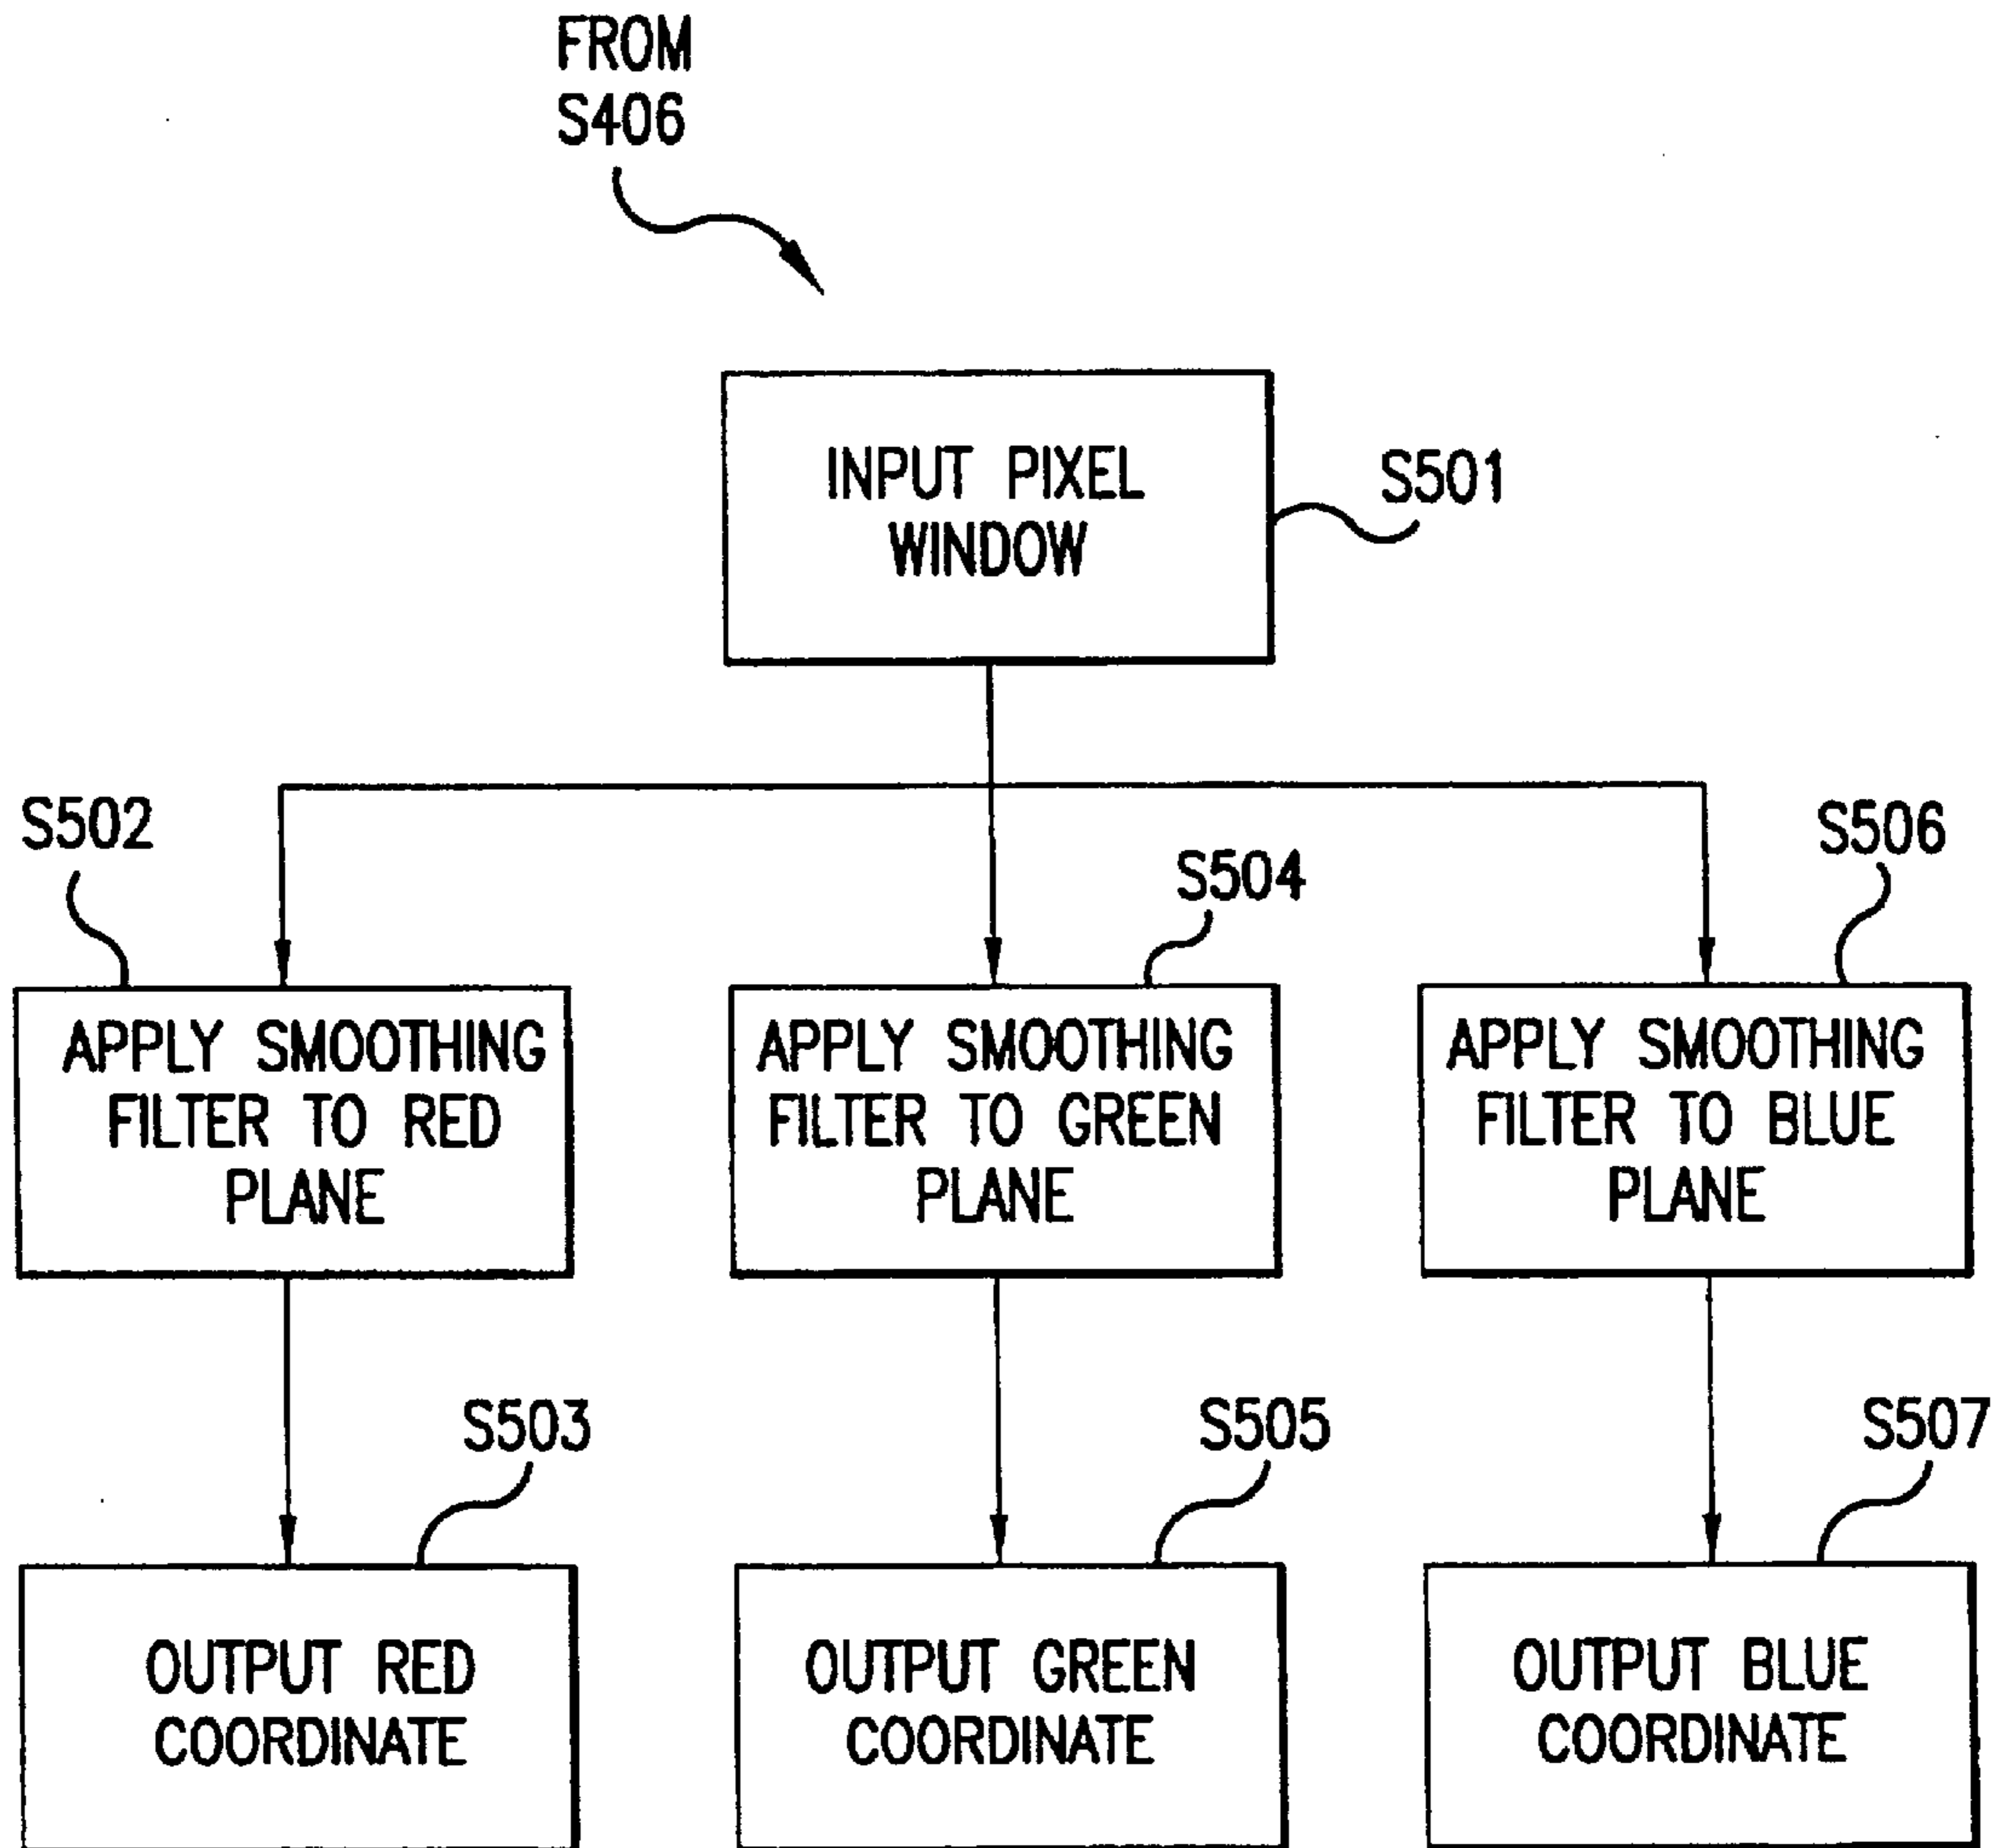 FROM
S406
INPUT PIXEL
WINDOW
S501
S502
S504
S506
APPLY SMOOTHING
FILTER TO RED
PLANE
APPLY SMOOTHING
FILTER TO GREEN
PLANE
APPLY SMOOTHING
FILTER TO BLUE
PLANE
S503
S505
S507
OUTPUT RED
COORDINATE
OUTPUT GREEN
COORDINATE
OUTPUT BLUE
COORDINATE